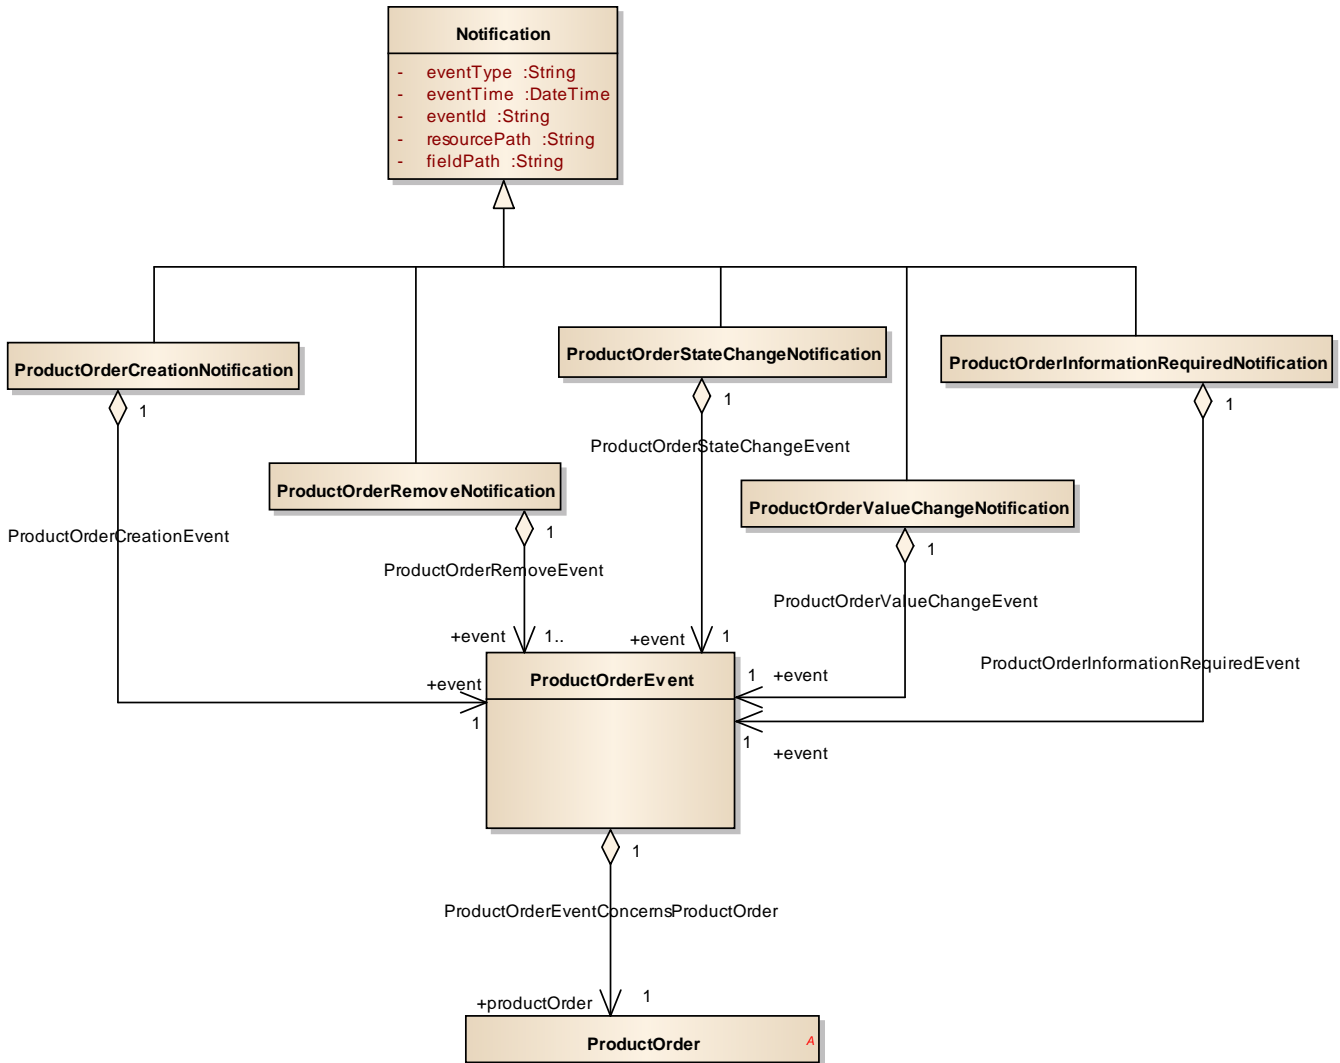 Notification
- eventType :String
- eventTime :DateTime
- eventId :String
- resourcePath :String
- fieldPath :String
ProductOrderStateChangeNotification
ProductOrderCreationNotification
ProductOrderInformationRequiredNotification
1
1
1
ProductOrderStateChangeEvent
ProductOrderRemoveNotification
ProductOrderValueChangeNotification
ProductOrderCreationEvent
1
1
ProductOrderRemoveEvent
ProductOrderValueChangeEvent
+event 1..
+event 1
ProductOrderInformationRequiredEvent
+event
1
ProductOrderEvent
1 +event
1 +event
1
ProductOrderEventConcernsProductOrder
+productOrder 1
ProductOrder A